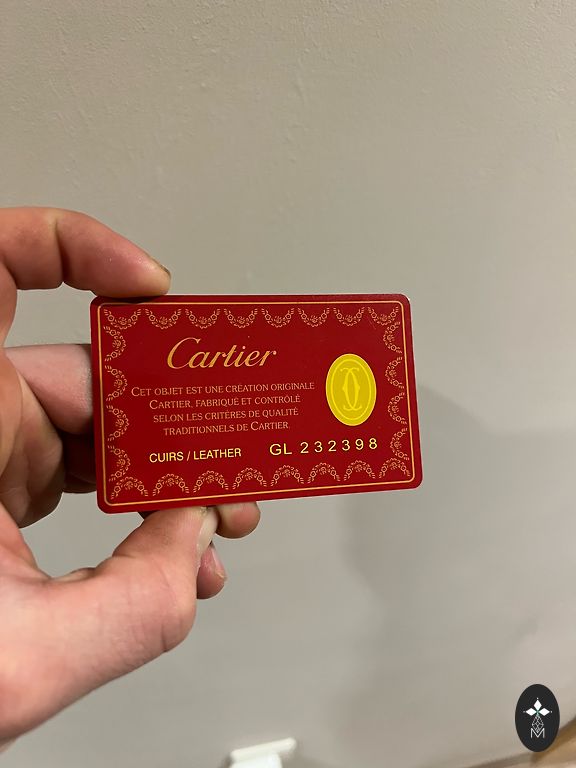 Cartier
CET OBJET EST UNE CRÉATION ORIGINALE
CARTIER, FABRIQUÉ ET CONTRÔLÉ
SELON LES CRITÈRES DE QUALITÉ
TRADITIONNELS DE CARTIER.
CUIRS / LEATHER GL 232398
M